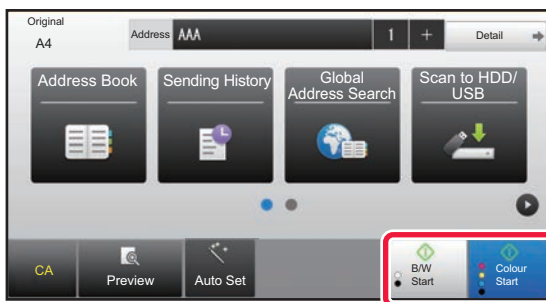 Original
A4
Address AAA 1 + Detail
Address Book
Sending History
Global
Address Search
Scan to HDD/
USB
CA
Preview
Auto Set
B/W
Start
Colour
Start